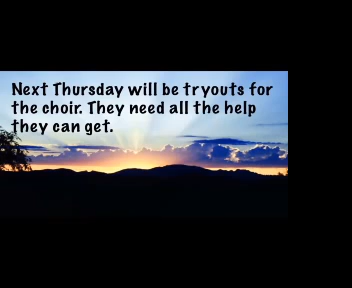 Next Thursday will be tryouts for
the choir. They need all the help
they can get.